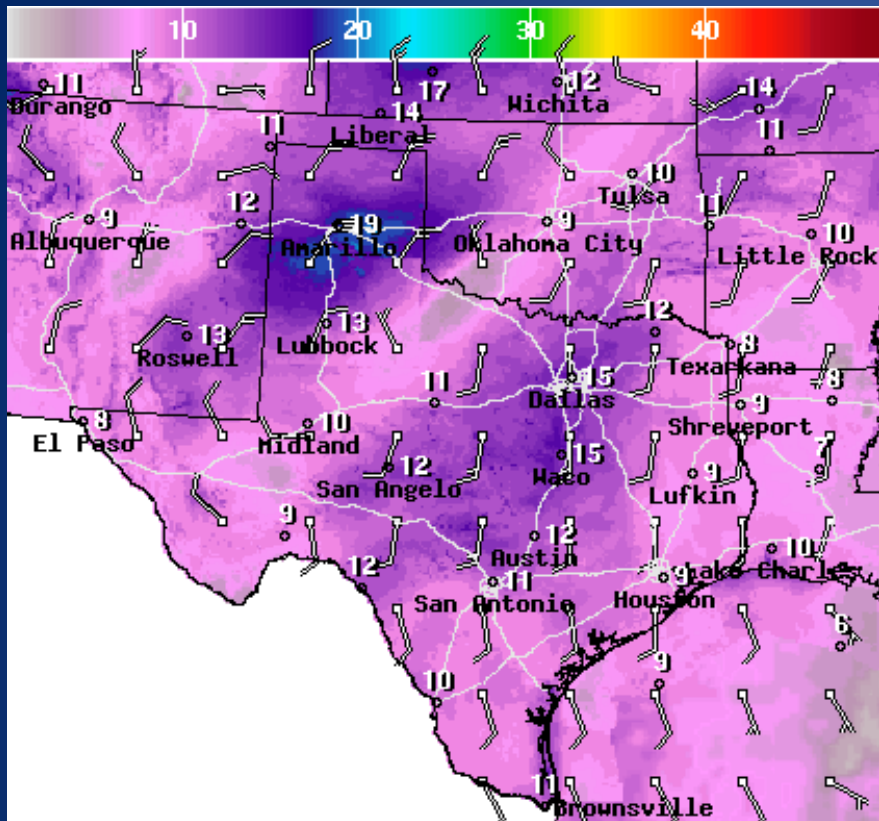 10 20 30 40
11 17 12 14
Durango Wichita
14
Liberal
11 11
10
Tulsa
9 12 19 9 11 10
Albuquerque Amarillo Oklahoma City Little Rock
13 13 12
Roswell Lubbock
8
Texarkana
15
Dallas
11 9 8
8 10 Shreveport
El Paso Midland
12 15 9 7
San Angelo Waco Lufkin
9 12 10
Austin
12 11 9 Lake Charles
San Antonio Houston
6
10 9
11
Brownsville